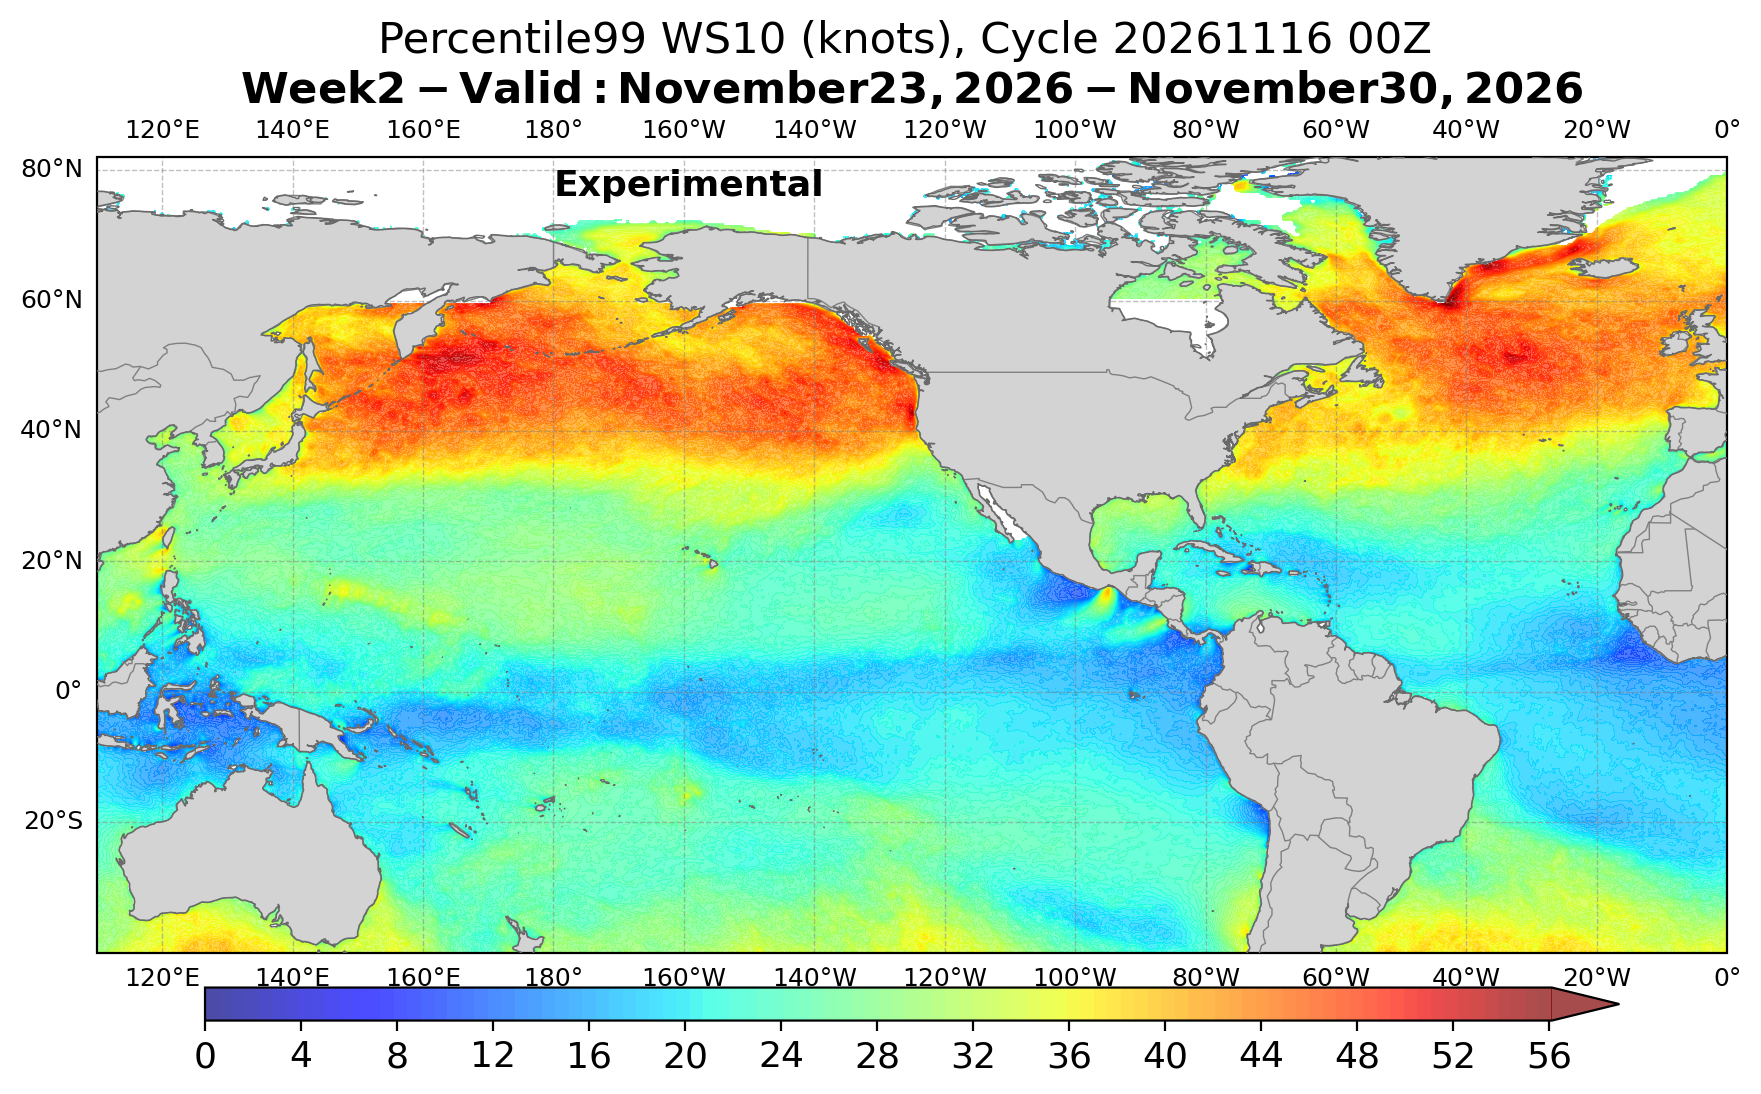 Percentile99 WS10 (knots), Cycle 20261116 00Z
Week2 − Valid : November23, 2026 − November30, 2026
120°E 140°E 160°E 180° 160°W 140°W 120°W 100°W 80°W 60°W 40°W 20°W 0°
80°N
Experimental
60°N
40°N
20°N
0°
20°S
120°E 140°E 160°E 180° 160°W 140°W 120°W 100°W 80°W 60°W 40°W 20°W 0°
0 4 8 12 16 20 24 28 32 36 40 44 48 52 56